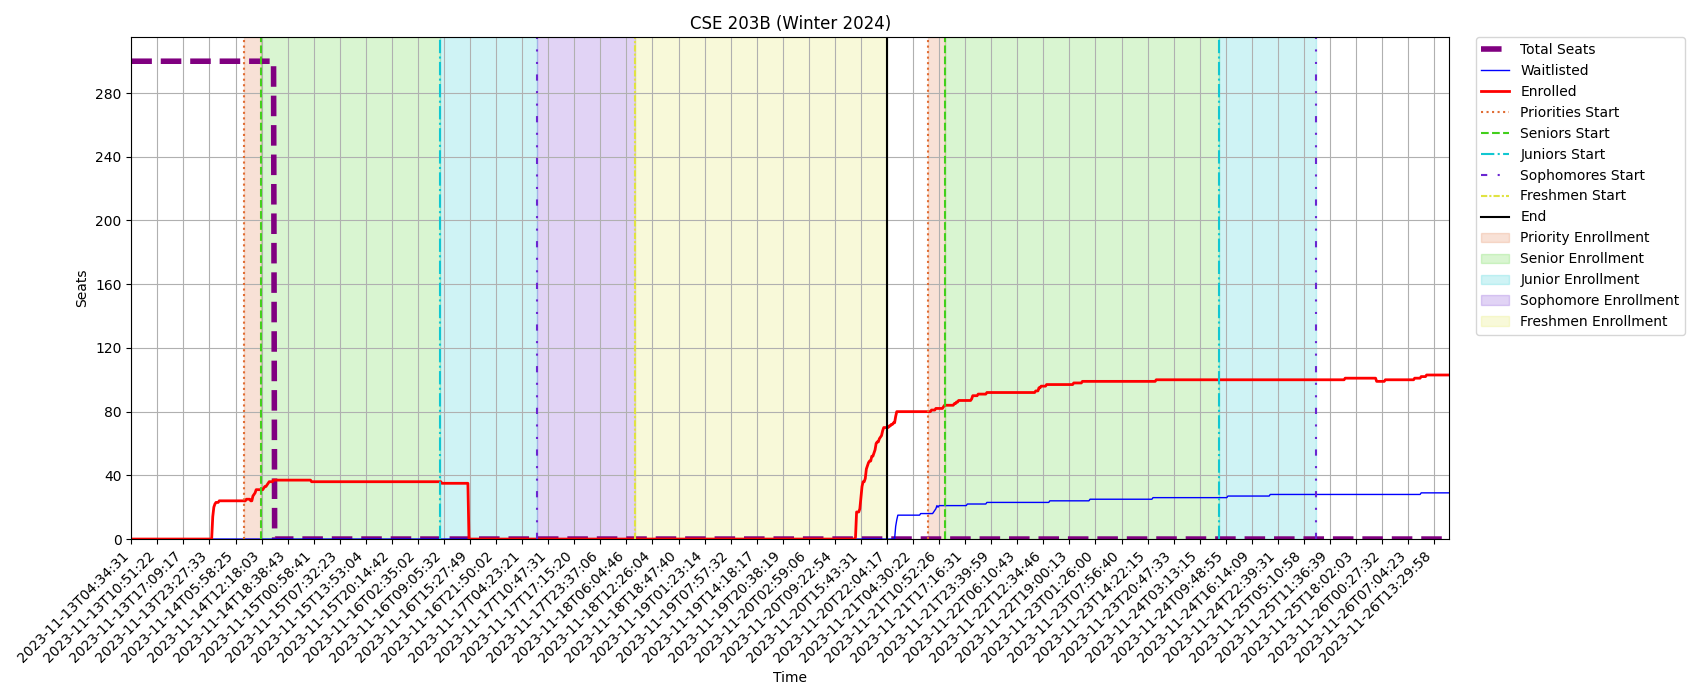 CSE 203B (Winter 2024)
Seats
280
240
200
160
120
80
40
0
2023-11-13T04:34:31
2023-11-13T10:51:22
2023-11-13T17:09:17
2023-11-13T23:27:33
2023-11-14T05:58:25
2023-11-14T12:18:03
2023-11-14T18:38:43
2023-11-15T00:58:41
2023-11-15T07:32:23
2023-11-15T13:53:04
2023-11-15T20:14:42
2023-11-16T02:35:02
2023-11-16T09:05:32
2023-11-16T15:27:49
2023-11-16T21:50:02
2023-11-17T04:23:21
2023-11-17T10:47:31
2023-11-17T17:15:20
2023-11-17T23:37:06
2023-11-18T06:04:46
2023-11-18T12:26:04
2023-11-18T18:47:40
2023-11-19T01:23:14
2023-11-19T07:57:32
2023-11-19T14:18:17
2023-11-19T20:38:19
2023-11-20T02:59:06
2023-11-20T09:22:54
2023-11-20T15:43:31
2023-11-20T22:04:17
2023-11-21T04:30:22
2023-11-21T10:52:26
2023-11-21T17:16:31
2023-11-21T23:39:59
2023-11-22T06:10:43
2023-11-22T12:34:46
2023-11-22T19:00:13
2023-11-23T01:26:00
2023-11-23T07:56:40
2023-11-23T14:22:15
2023-11-23T20:47:33
2023-11-24T03:13:15
2023-11-24T09:48:55
2023-11-24T16:14:09
2023-11-24T22:39:31
2023-11-25T05:10:58
2023-11-25T11:36:39
2023-11-25T18:02:03
2023-11-26T00:27:32
2023-11-26T07:04:23
2023-11-26T13:29:58
Time
Total Seats
Waitlisted
Enrolled
Priorities Start
Seniors Start
Juniors Start
Sophomores Start
Freshmen Start
End
Priority Enrollment
Senior Enrollment
Junior Enrollment
Sophomore Enrollment
Freshmen Enrollment